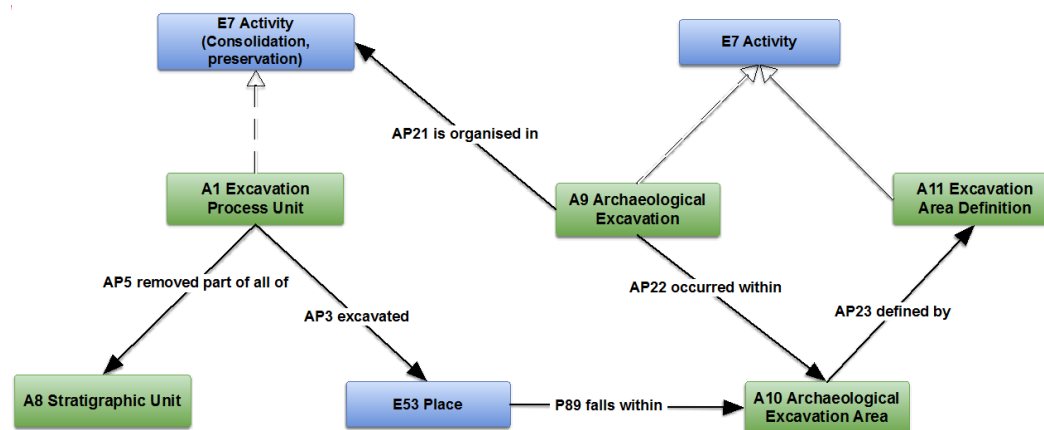 E7 Activity
(Consolidation,
preservation)
E7 Activity
AP21 is organised in
A1 Excavation
Process Unit
A9 Archaeological
Excavation
A11 Excavation
Area Definition
AP5 removed part of all of
AP3 excavated
AP22 occurred within
AP23 defined by
A8 Stratigraphic Unit
E53 Place
P89 falls within
A10 Archaeological
Excavation Area